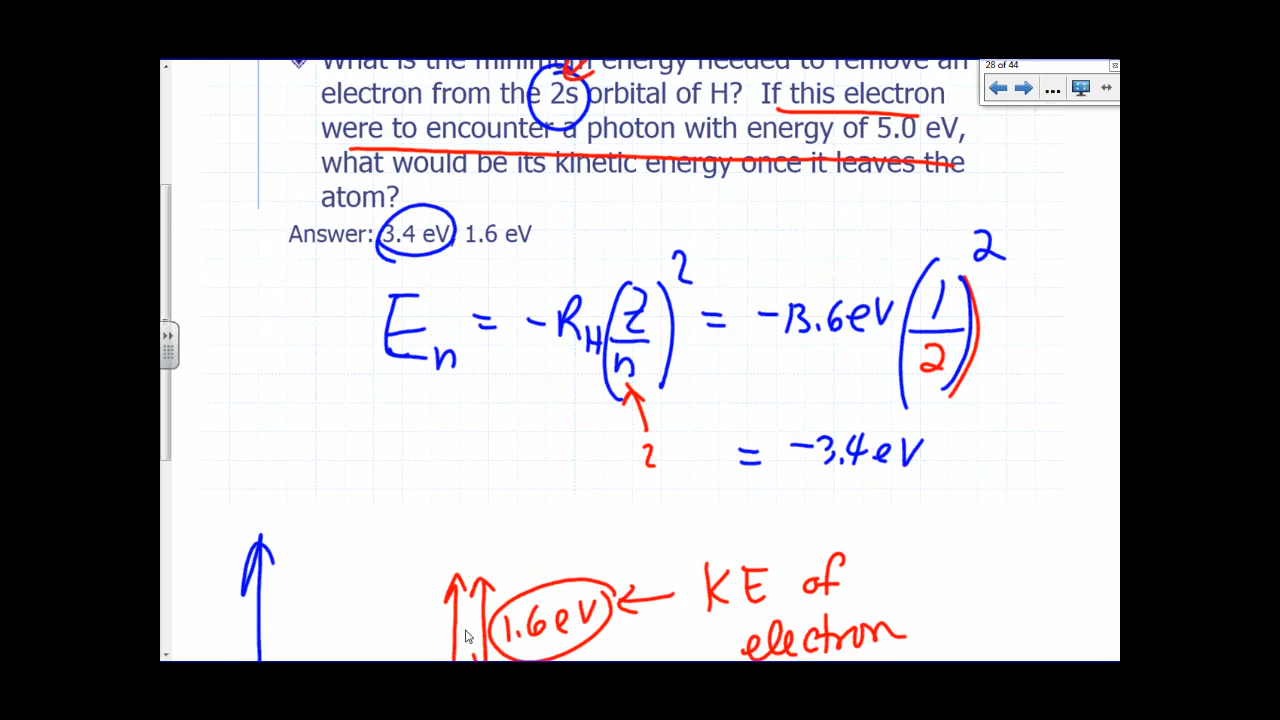 What is the minimum energy needed to remove an
28 of 44
electron from the 2s orbital of H? If this electron
were to encounter a photon with energy of 5.0 eV,
what would be its kinetic energy once it leaves the
atom?
Answer: 3.4 eV, 1.6 eV
En = -RH(Z/n)² = -13.6eV(1/2)²
2
= -3.4eV
1.6eV ← KE of
electron